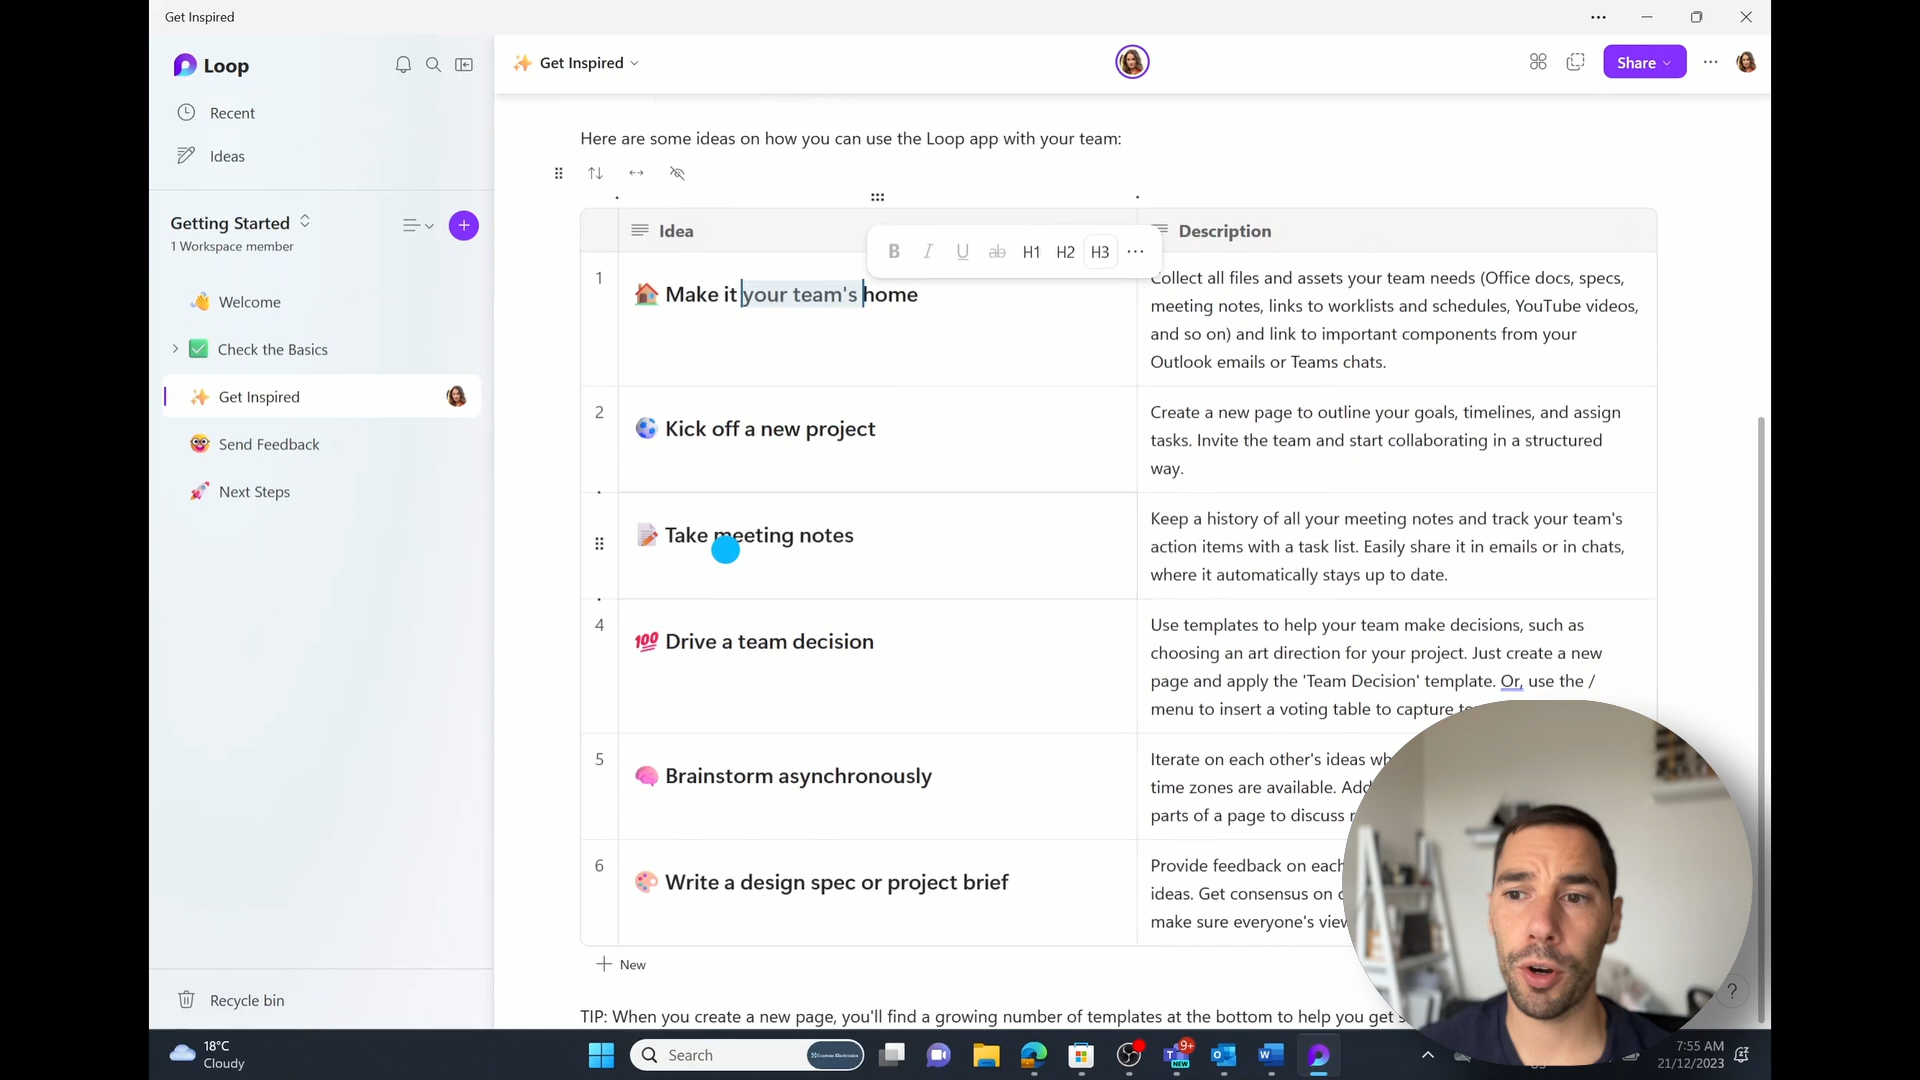 Get Inspired
Loop
Recent
Ideas
Getting Started
1 Workspace member
Welcome
Check the Basics
Get Inspired
Send Feedback
Next Steps
Recycle bin
Get Inspired
Share
Here are some ideas on how you can use the Loop app with your team:
Idea
Description
B I U ab H1 H2 H3
1
Make it your team's home
Collect all files and assets your team needs (Office docs, specs,
meeting notes, links to worklists and schedules, YouTube videos,
and so on) and link to important components from your
Outlook emails or Teams chats.
2
Kick off a new project
Create a new page to outline your goals, timelines, and assign
tasks. Invite the team and start collaborating in a structured
way.
Take meeting notes
Keep a history of all your meeting notes and track your team's
action items with a task list. Easily share it in emails or in chats,
where it automatically stays up to date.
4
Drive a team decision
Use templates to help your team make decisions, such as
choosing an art direction for your project. Just create a new
page and apply the 'Team Decision' template. Or, use the /
menu to insert a voting table to capture
5
Brainstorm asynchronously
Iterate on each other's ideas
time zones are available.
parts of a page to discuss
6
Write a design spec or project brief
Provide feedback on each
ideas. Get consensus on
make sure everyone's
New
TIP: When you create a new page, you'll find a growing number of templates at the bottom to help you get
?
18°C
Cloudy
Search
100
9+
NEW
7:55 AM
21/12/2023